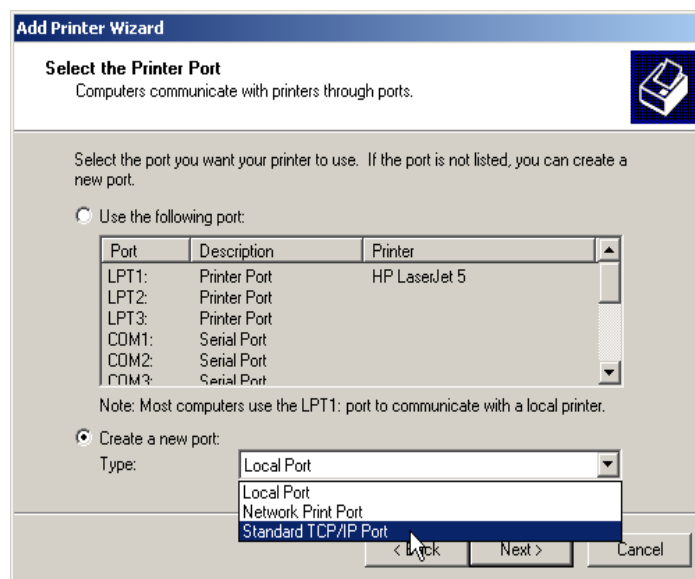 Add Printer Wizard
Select the Printer Port
Computers communicate with printers through ports.
Select the port you want your printer to use. If the port is not listed, you can create a
new port.
Use the following port:
Port Description Printer
LPT1: Printer Port HP LaserJet 5
LPT2: Printer Port
LPT3: Printer Port
COM1: Serial Port
COM2: Serial Port
COM3: Serial Port
Note: Most computers use the LPT1: port to communicate with a local printer.
Create a new port:
Type: Local Port
Local Port
Network Print Port
Standard TCP/IP Port
< Back Next > Cancel